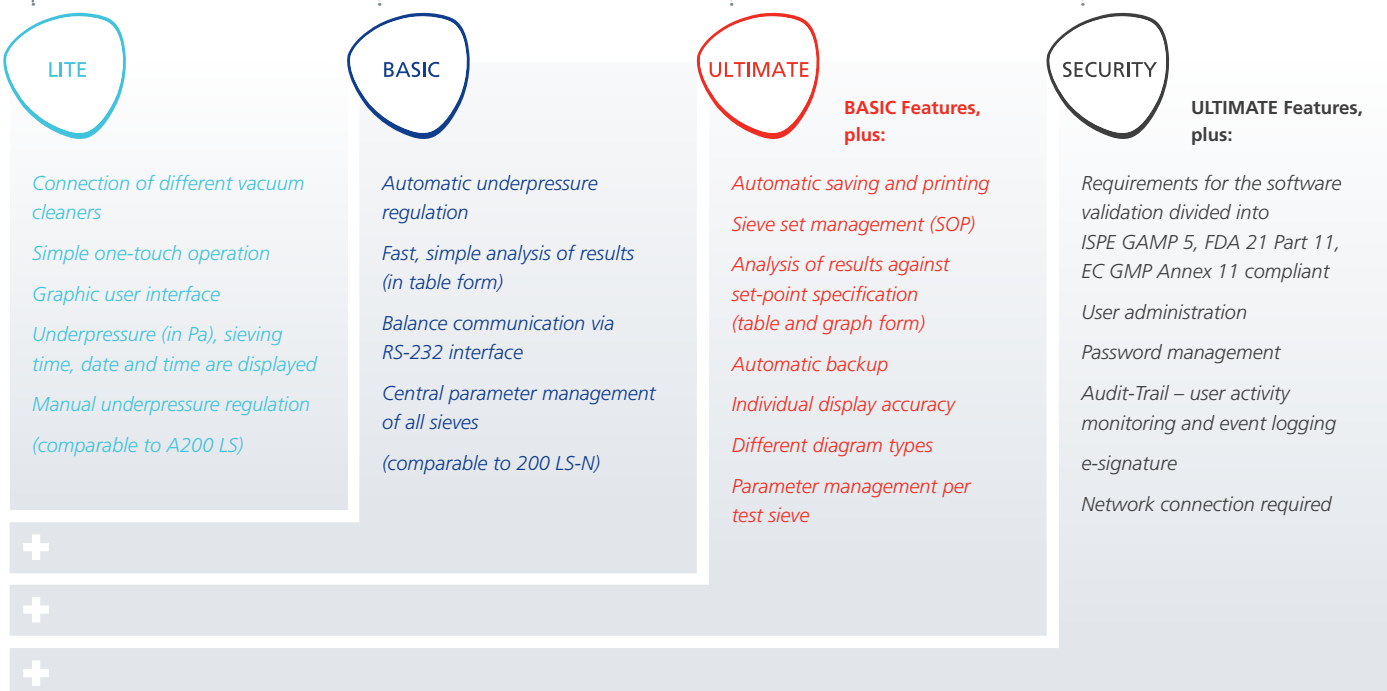 LITE
Connection of different vacuum
cleaners
Simple one-touch operation
Graphic user interface
Underpressure (in Pa), sieving
time, date and time are displayed
Manual underpressure regulation
(comparable to A200 LS)
BASIC
Automatic underpressure
regulation
Fast, simple analysis of results
(in table form)
Balance communication via
RS-232 interface
Central parameter management
of all sieves
(comparable to 200 LS-N)
ULTIMATE
BASIC Features,
plus:
Automatic saving and printing
Sieve set management (SOP)
Analysis of results against
set-point specification
(table and graph form)
Automatic backup
Individual display accuracy
Different diagram types
Parameter management per
test sieve
SECURITY
ULTIMATE Features,
plus:
Requirements for the software
validation divided into
ISPE GAMP 5, FDA 21 Part 11,
EC GMP Annex 11 compliant
User administration
Password management
Audit-Trail – user activity
monitoring and event logging
e-signature
Network connection required